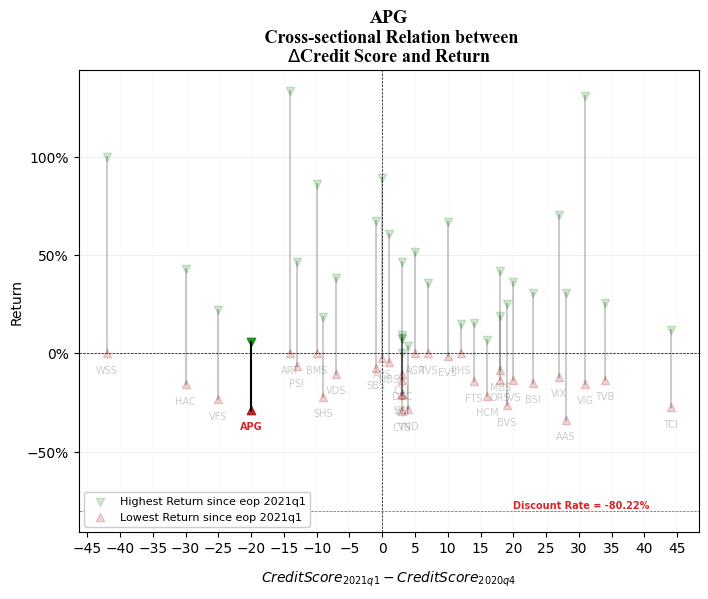 APG
Cross-sectional Relation between
ΔCredit Score and Return
Return
100%
50%
0%
−50%
WSS
HAC
VFS
APG
ART
PSI
BMS
SHS
VDS
AGR
TVS
EVS
PHS
FTS
HCM
MBS
ORS
BVS
BSI
VIX
AAS
VIG
TVB
TCI
Discount Rate = -80.22%
Highest Return since eop 2021q1
Lowest Return since eop 2021q1
−45 −40 −35 −30 −25 −20 −15 −10 −5 0 5 10 15 20 25 30 35 40 45
CreditScore2021q1 − CreditScore2020q4